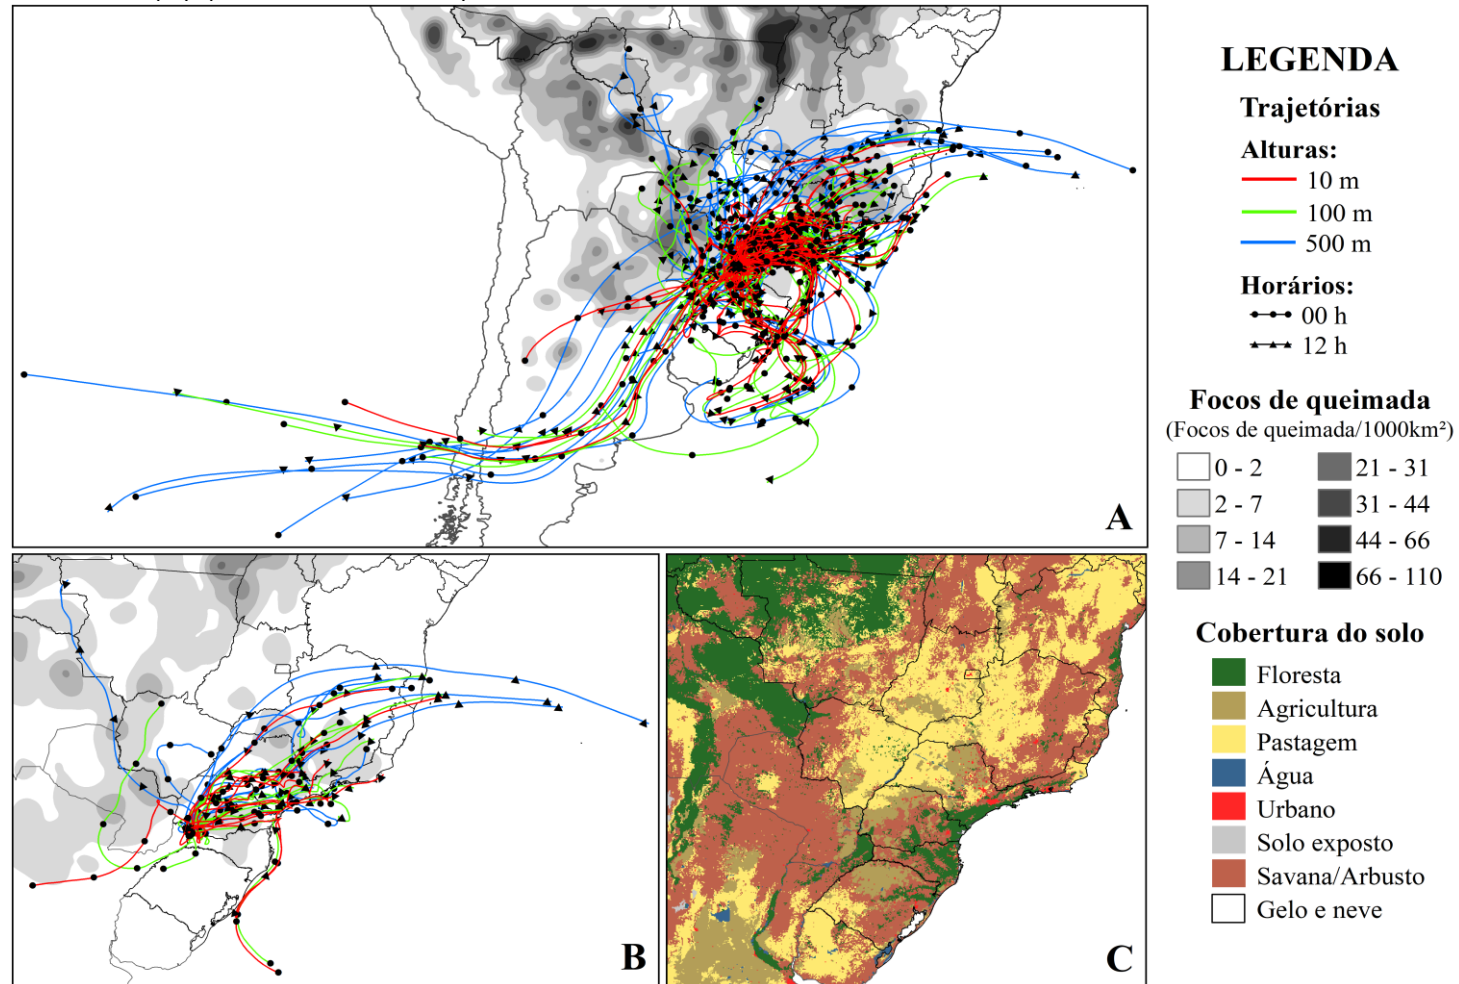 LEGENDA
Trajetórias
Alturas:
10 m
100 m
500 m
Horários:
00 h
12 h
Focos de queimada
(Focos de queimada/1000km²)
0 - 2
21 - 31
2 - 7
31 - 44
7 - 14
44 - 66
14 - 21
66 - 110
Cobertura do solo
Floresta
Agricultura
Pastagem
Água
Urbano
Solo exposto
Savana/Arbusto
Gelo e neve
A
B
C